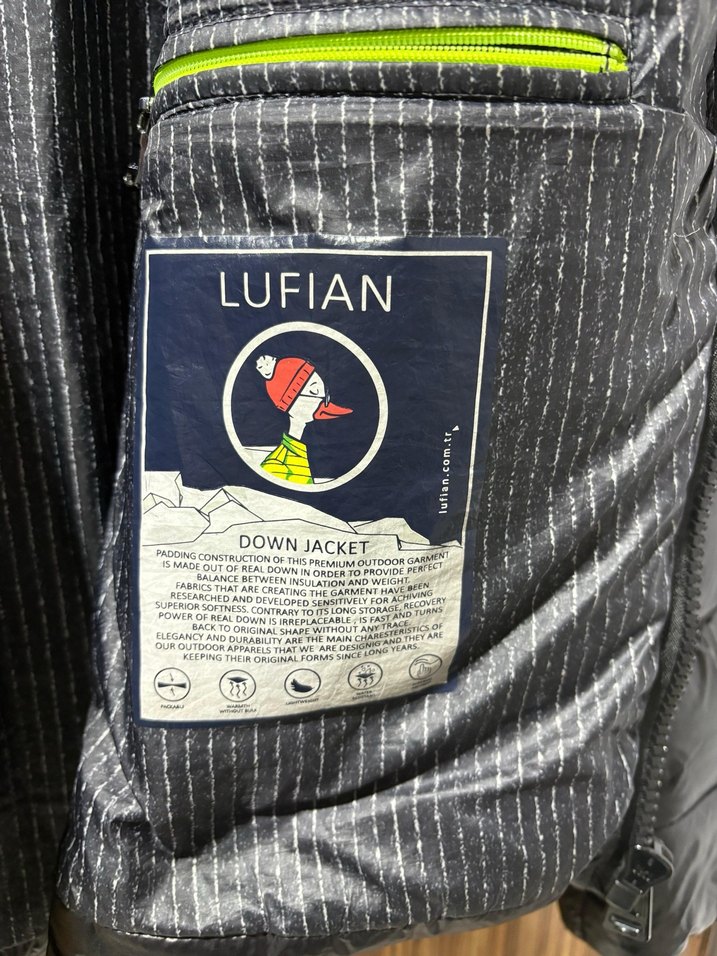 LUFIAN
lufian.com.tr
DOWN JACKET
PADDING CONSTRUCTION OF THIS PREMIUM OUTDOOR GARMENT
IS MADE OUT OF REAL DOWN IN ORDER TO PROVIDE PERFECT
BALANCE BETWEEN INSULATION AND WEIGHT.
FABRICS THAT ARE CREATING THE GARMENT HAVE BEEN
RESEARCHED AND DEVELOPED SENSITIVELY FOR ACHIVING
SUPERIOR SOFTNESS. CONTRARY TO ITS LONG STORAGE, RECOVERY
POWER OF REAL DOWN IS IRREPLACEABLE , IS FAST AND TURNS
BACK TO ORIGINAL SHAPE WITHOUT ANY TRACE.
ELEGANCY AND DURABILITY ARE THE MAIN CHARESTERISTICS OF
OUR OUTDOOR APPARELS THAT WE ARE DESIGNIG AND THEY ARE
KEEPING THEIR ORIGINAL FORMS SINCE LONG YEARS.
PACKABLE
WARMTH
WITHOUT BULK
LIGHTWEIGHT
WATER